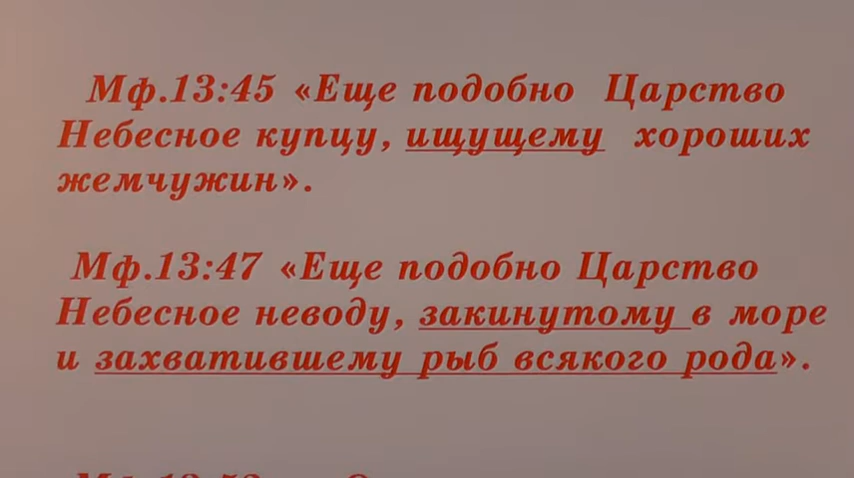 Мф.13:45 «Еще подобно Царство
Небесное купцу, ищущему хороших
жемчужин».
Мф.13:47 «Еще подобно Царство
Небесное неводу, закинутому в море
и захватившему рыб всякого рода».